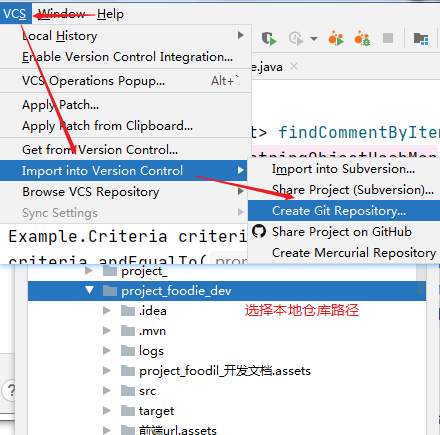 VCS Window Help
Local History
Enable Version Control Integration...
VCS Operations Popup... Alt+`
Apply Patch...
Apply Patch from Clipboard...
Get from Version Control...
Import into Version Control
Browse VCS Repository
Sync Settings
e.java
t> findCommentByIte
Import into Subversion...
Share Project (Subversion)...
Create Git Repository...
Share Project on GitHub
Create Mercurial Repository
Example.Criteria criteri
project_
project_foodie_dev
.idea
选择本地仓库路径
.mvn
logs
project_foodil_开发文档.assets
src
target
前端url.assets